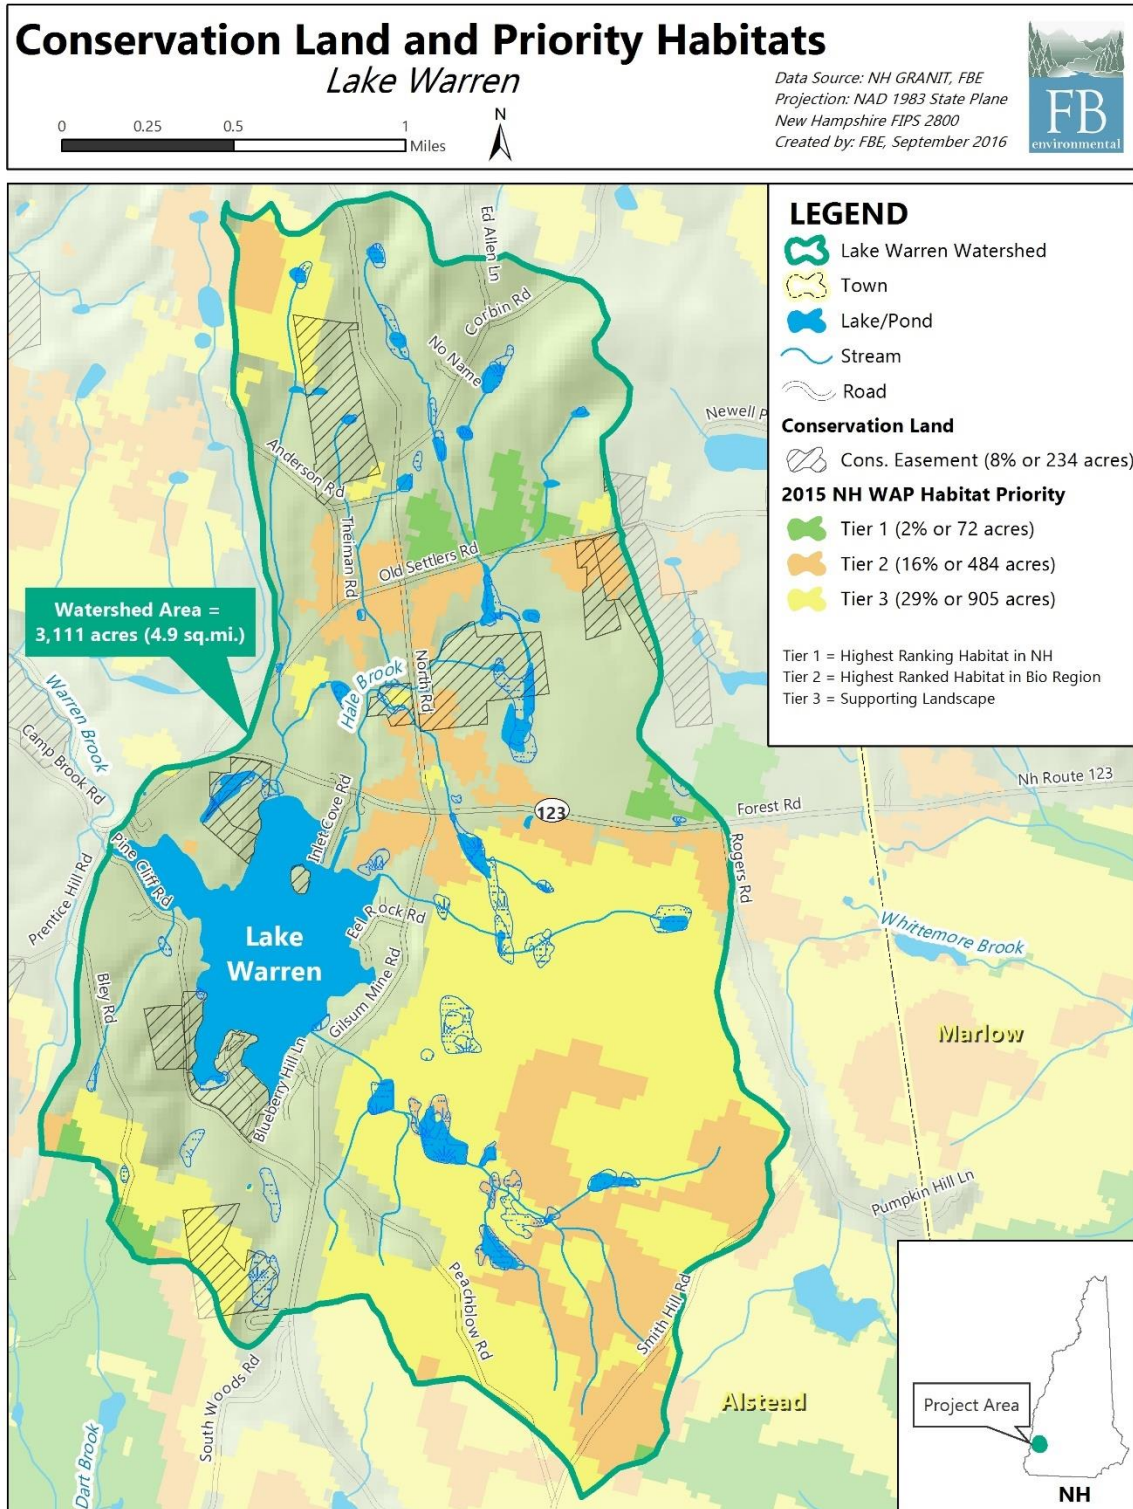 Conservation Land and Priority Habitats
Lake Warren
0 0.25 0.5 1
Miles
N
Data Source: NH GRANIT, FBE
Projection: NAD 1983 State Plane
New Hampshire FIPS 2800
Created by: FBE, September 2016
FB
environmental
LEGEND
Lake Warren Watershed
Town
Lake/Pond
Stream
Road
Conservation Land
Cons. Easement (8% or 234 acres)
2015 NH WAP Habitat Priority
Tier 1 (2% or 72 acres)
Tier 2 (16% or 484 acres)
Tier 3 (29% or 905 acres)
Tier 1 = Highest Ranking Habitat in NH
Tier 2 = Highest Ranked Habitat in Bio Region
Tier 3 = Supporting Landscape
Ed Allen Ln
Corbin Rd
No Name
Newell P
Anderson Rd
Theiman Rd
Old Settlers Rd
Watershed Area =
3,111 acres (4.9 sq.mi.)
Hale Brook
North Rd
Warren Brook
Camp Brook Rd
Nh Route 123
Forest Rd
123
Inlet Cove Rd
Pine Cliff Rd
Prentice Hill Rd
Rogers Rd
Eel Rock Rd
Lake
Warren
Whittemore Brook
Bley Rd
Gilsum Mine Rd
Marlow
Blueberry Hill Ln
Pumpkin Hill Ln
Peachblow Rd
Smith Hill Rd
South Woods Rd
Alstead
Dart Brook
Project Area
NH